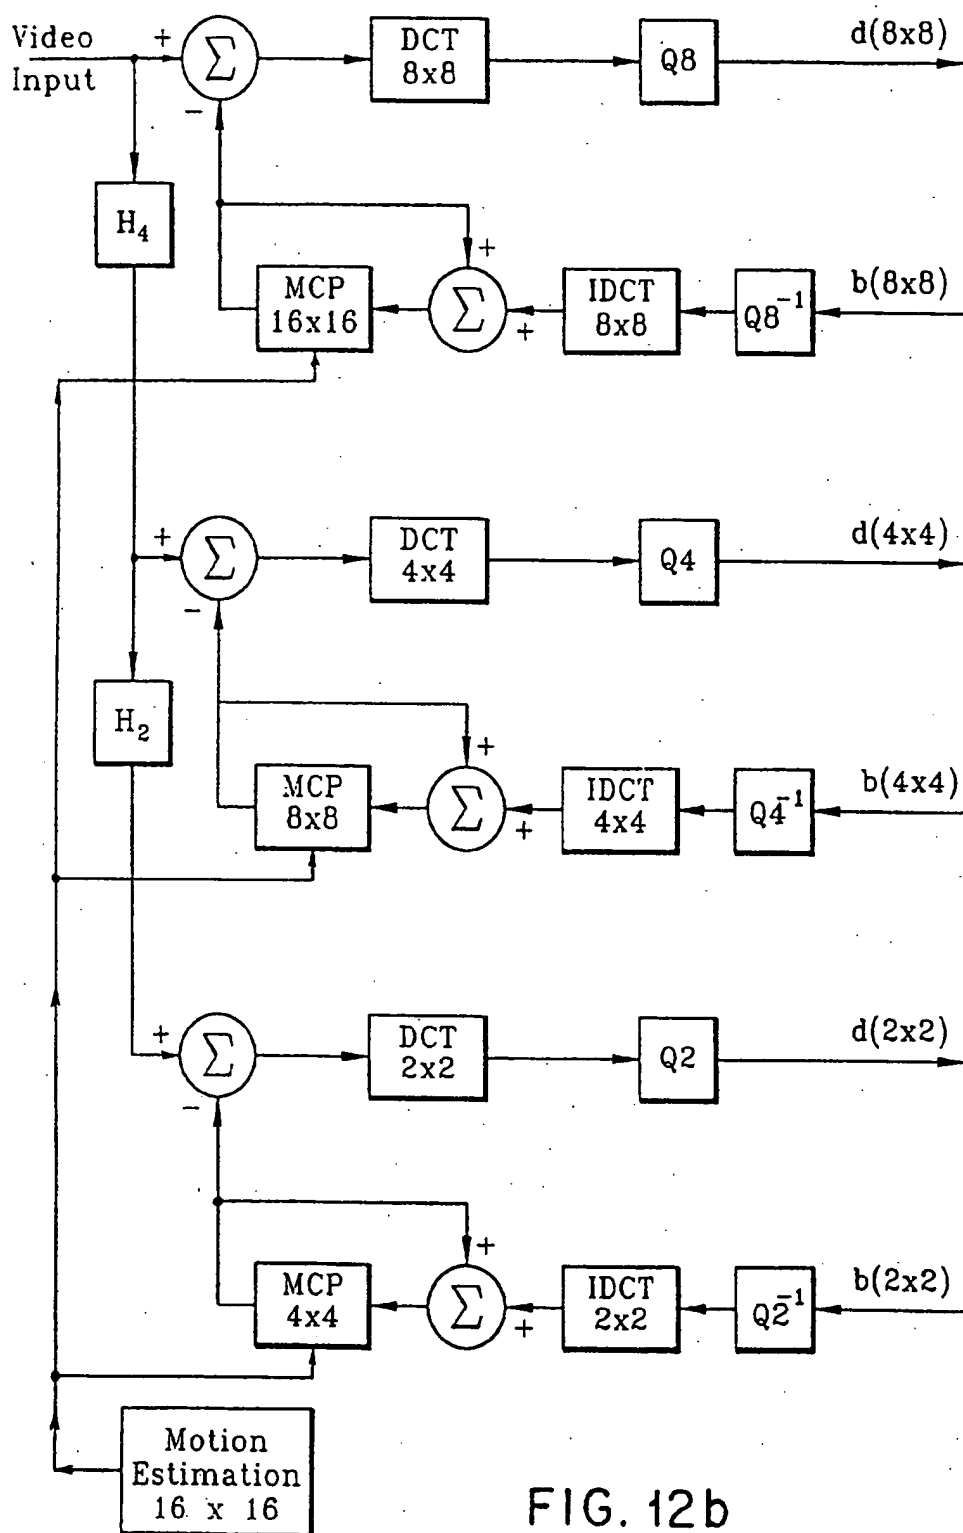 Video
Input
+
Σ
−
DCT
8x8
Q8
d(8x8)
H₄
MCP
16x16
+
Σ
+
IDCT
8x8
Q8⁻¹
b(8x8)
+
Σ
−
DCT
4x4
Q4
d(4x4)
H₂
MCP
8x8
+
Σ
+
IDCT
4x4
Q4⁻¹
b(4x4)
+
Σ
−
DCT
2x2
Q2
d(2x2)
MCP
4x4
+
Σ
+
IDCT
2x2
Q2⁻¹
b(2x2)
Motion
Estimation
16 x 16
FIG. 12b